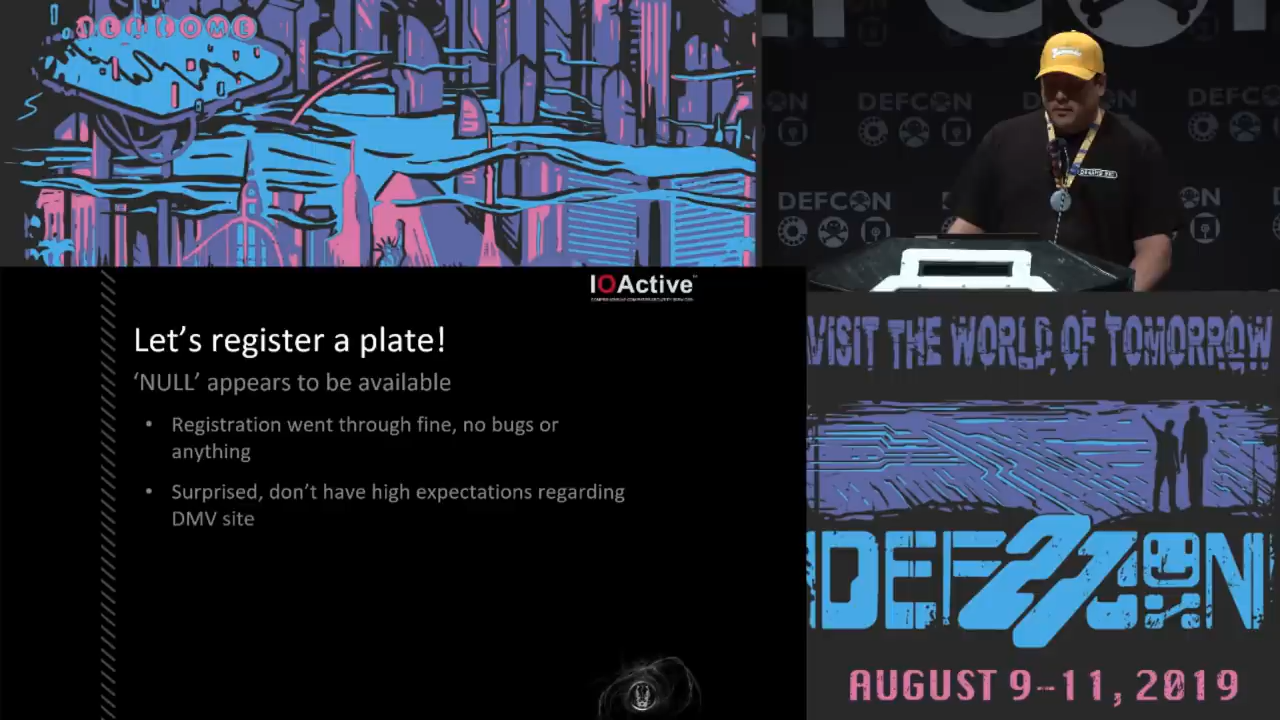 WELCOME
DEFCON
DEFCON
DEFCON
DEFCON
IOActive
Let’s register a plate!
‘NULL’ appears to be available
• Registration went through fine, no bugs or
anything
• Surprised, don’t have high expectations regarding
DMV site
VISIT THE WORLD OF TOMORROW
DEF27CON
AUGUST 9-11, 2019